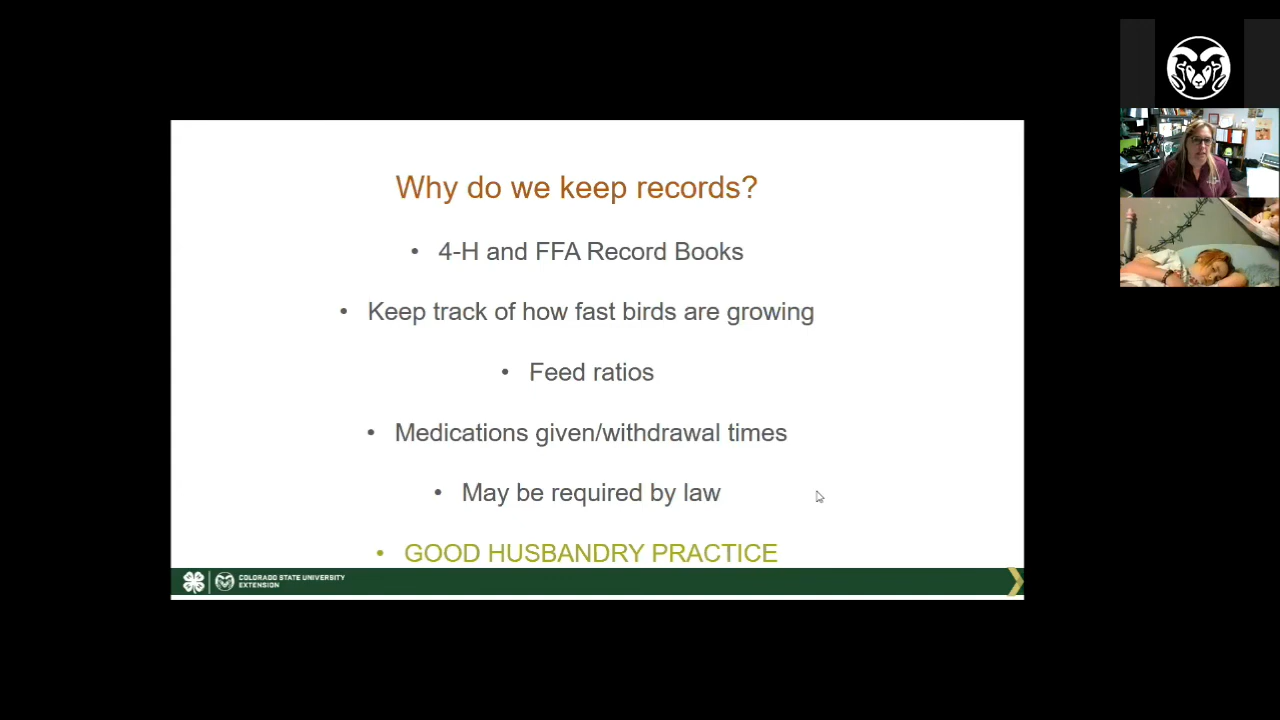 Why do we keep records?
• 4-H and FFA Record Books
• Keep track of how fast birds are growing
• Feed ratios
• Medications given/withdrawal times
• May be required by law
• GOOD HUSBANDRY PRACTICE
COLORADO STATE UNIVERSITY
EXTENSION